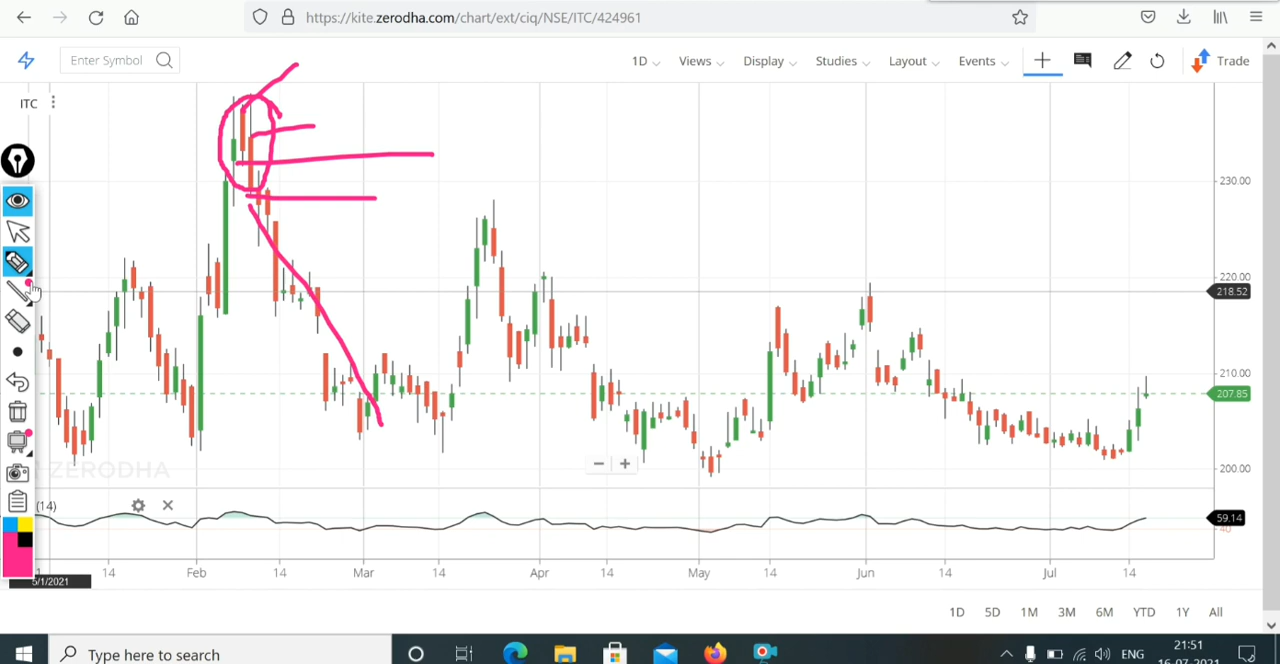 https://kite.zerodha.com/chart/ext/ciq/NSE/ITC/424961
Enter Symbol
1D Views Display Studies Layout Events Trade
ITC
230.00
220.00
218.52
210.00
207.85
200.00
ZERODHA
(14)
59.14
40
14 Feb 14 Mar 14 Apr 14 May 14 Jun 14 Jul 14
5/1/2021
1D 5D 1M 3M 6M YTD 1Y All
Type here to search
ENG
21:51
16-07-2021